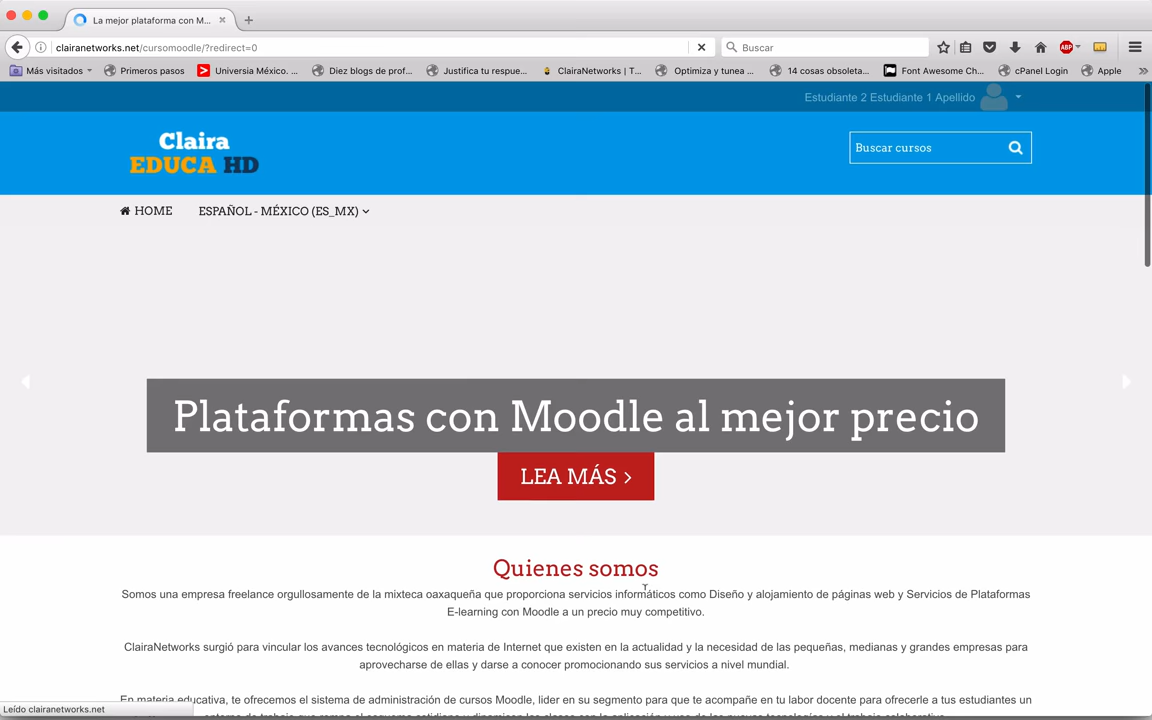 La mejor plataforma con M...
clairanetworks.net/cursomoodle/?redirect=0
Buscar
ABP
Más visitados
Primeros pasos
Universia México. ...
Diez blogs de prof...
Justifica tu respue...
ClairaNetworks | T...
Optimiza y tunea ...
14 cosas obsoleta...
Font Awesome Ch...
cPanel Login
Apple
Estudiante 2 Estudiante 1 Apellido
Claira
EDUCA HD
Buscar cursos
HOME
ESPAÑOL - MÉXICO (ES_MX)
Plataformas con Moodle al mejor precio
LEA MÁS
Quienes somos
Somos una empresa freelance orgullosamente de la mixteca oaxaqueña que proporciona servicios informáticos como Diseño y alojamiento de páginas web y Servicios de Plataformas
E-learning con Moodle a un precio muy competitivo.
ClairaNetworks surgió para vincular los avances tecnológicos en materia de Internet que existen en la actualidad y la necesidad de las pequeñas, medianas y grandes empresas para
aprovecharse de ellas y darse a conocer promocionando sus servicios a nivel mundial.
En materia educativa, te ofrecemos el sistema de administración de cursos Moodle, lider en su segmento para que te acompañe en tu labor docente para ofrecerle a tus estudiantes un
Leído clairanetworks.net